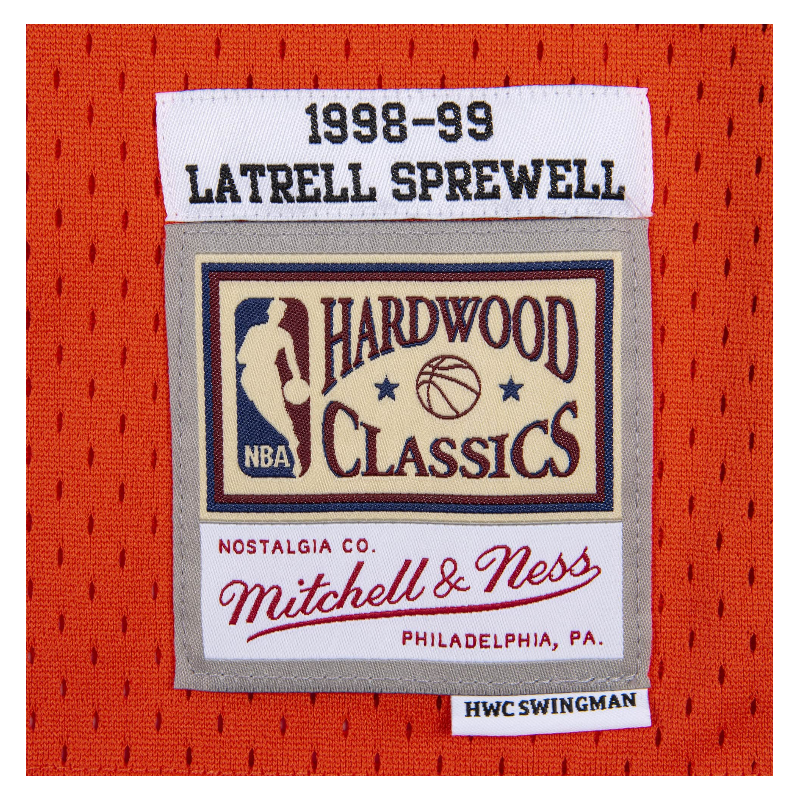 1998-99
LATRELL SPREWELL
HARDWOOD
CLASSICS
NBA
NOSTALGIA CO.
Mitchell & Ness
PHILADELPHIA, PA.
HWC SWINGMAN